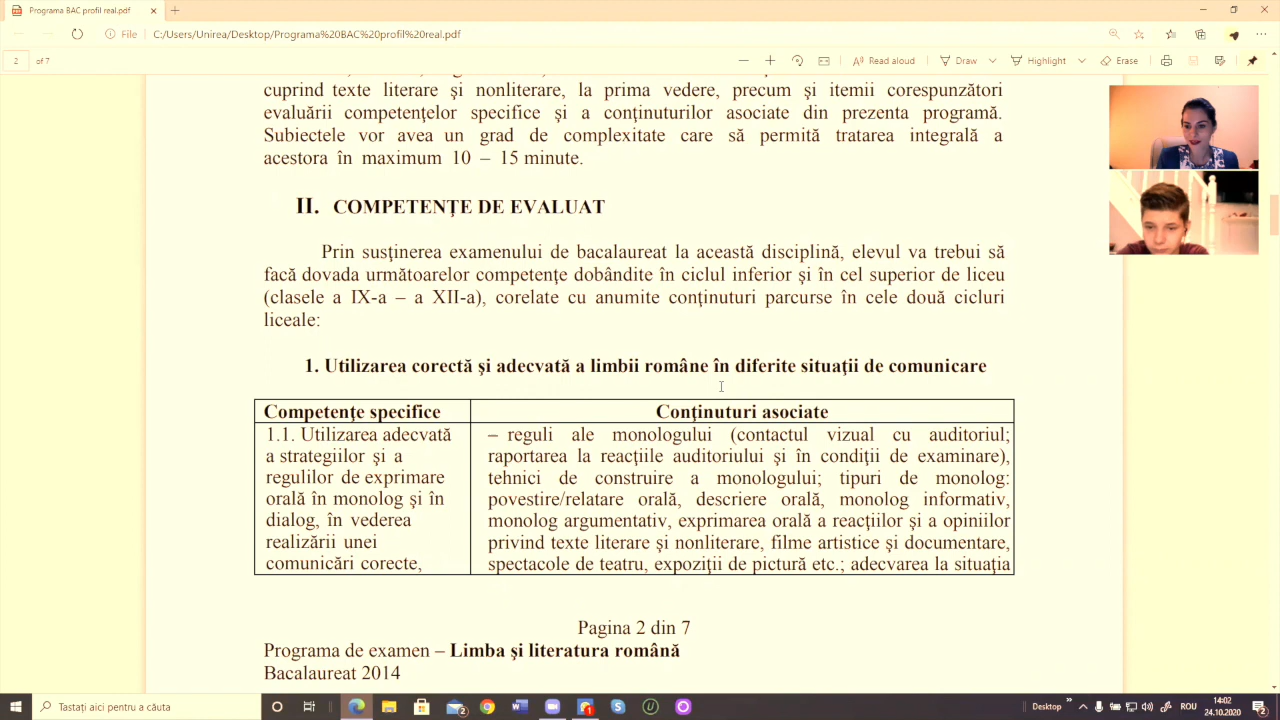 Programa BAC profil real.pdf
File C:/Users/Unirea/Desktop/Programa%20BAC%20profil%20real.pdf
2 of 7 Read aloud Draw Highlight Erase
cuprind texte literare şi nonliterare, la prima vedere, precum şi itemii corespunzători
evaluării competenţelor specifice şi a conţinuturilor asociate din prezenta programă.
Subiectele vor avea un grad de complexitate care să permită tratarea integrală a
acestora în maximum 10 – 15 minute.
II. COMPETENŢE DE EVALUAT
Prin susţinerea examenului de bacalaureat la această disciplină, elevul va trebui să
facă dovada următoarelor competenţe dobândite în ciclul inferior şi în cel superior de liceu
(clasele a IX-a – a XII-a), corelate cu anumite conţinuturi parcurse în cele două cicluri
liceale:
1. Utilizarea corectă şi adecvată a limbii române în diferite situaţii de comunicare
Competenţe specifice
Conţinuturi asociate
1.1. Utilizarea adecvată
a strategiilor şi a
regulilor de exprimare
orală în monolog şi în
dialog, în vederea
realizării unei
comunicări corecte,
– reguli ale monologului (contactul vizual cu auditoriul;
raportarea la reacţiile auditoriului şi în condiţii de examinare),
tehnici de construire a monologului; tipuri de monolog:
povestire/relatare orală, descriere orală, monolog informativ,
monolog argumentativ, exprimarea orală a reacţiilor şi a opiniilor
privind texte literare şi nonliterare, filme artistice şi documentare,
spectacole de teatru, expoziţii de pictură etc.; adecvarea la situaţia
Pagina 2 din 7
Programa de examen – Limba şi literatura română
Bacalaureat 2014
Tastați aici pentru a căuta
Desktop
ROU
14:02
24.10.2020